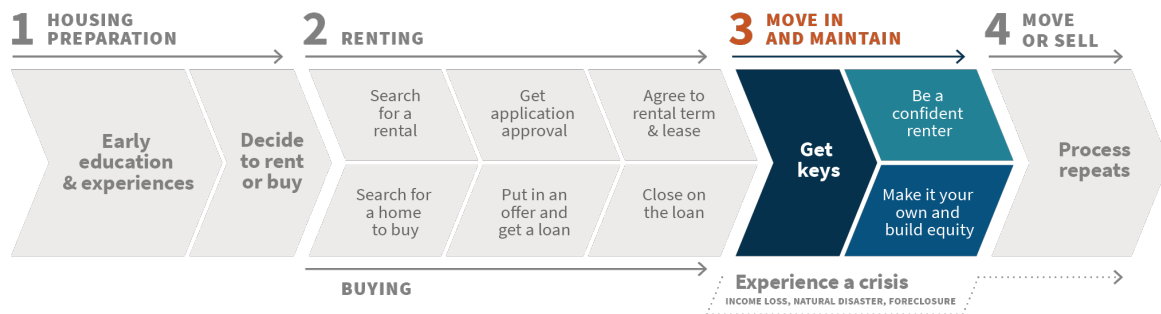 1 HOUSING
PREPARATION
2 RENTING
3 MOVE IN
AND MAINTAIN
4 MOVE
OR SELL
Early
education
& experiences
Decide
to rent
or buy
Search
for a
rental
Get
application
approval
Agree to
rental term
& lease
Search for
a home
to buy
Put in an
offer and
get a loan
Close on
the loan
Get
keys
Be a
confident
renter
Make it your
own and
build equity
Process
repeats
BUYING
Experience a crisis
INCOME LOSS, NATURAL DISASTER, FORECLOSURE